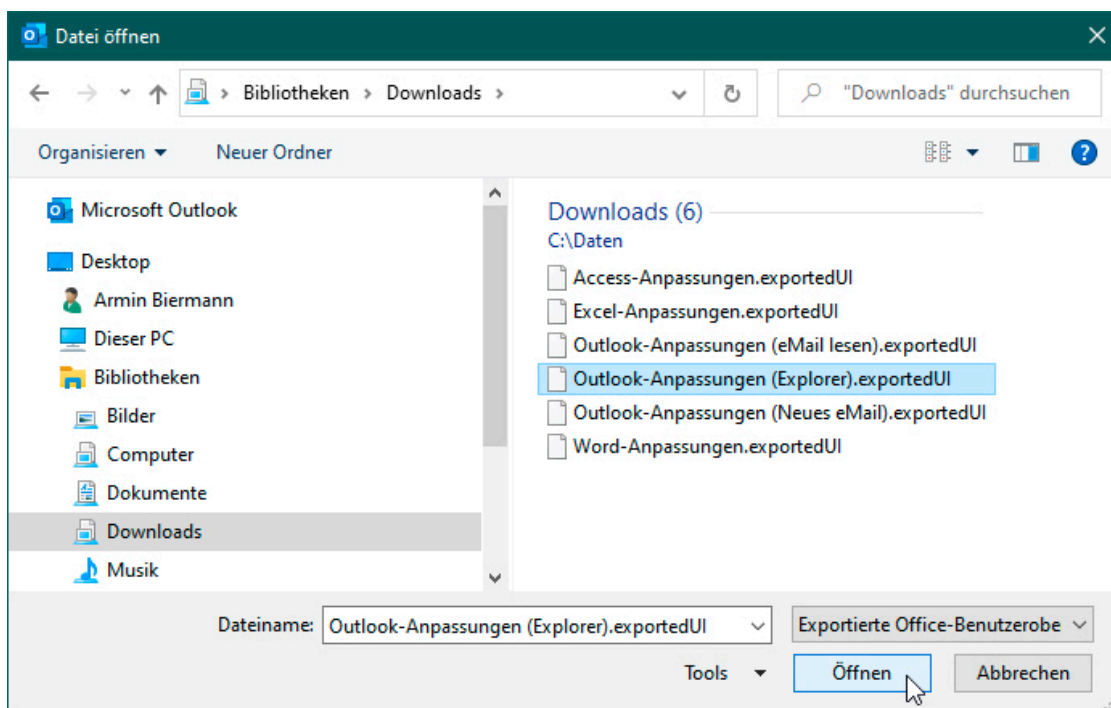 Datei öffnen
Bibliotheken > Downloads >
"Downloads" durchsuchen
Organisieren
Neuer Ordner
Microsoft Outlook
Desktop
Armin Biermann
Dieser PC
Bibliotheken
Bilder
Computer
Dokumente
Downloads
Musik
Downloads (6)
C:\Daten
Access-Anpassungen.exportedUI
Excel-Anpassungen.exportedUI
Outlook-Anpassungen (eMail lesen).exportedUI
Outlook-Anpassungen (Explorer).exportedUI
Outlook-Anpassungen (Neues eMail).exportedUI
Word-Anpassungen.exportedUI
Dateiname: Outlook-Anpassungen (Explorer).exportedUI
Exportierte Office-Benutzerobe
Tools
Öffnen
Abbrechen